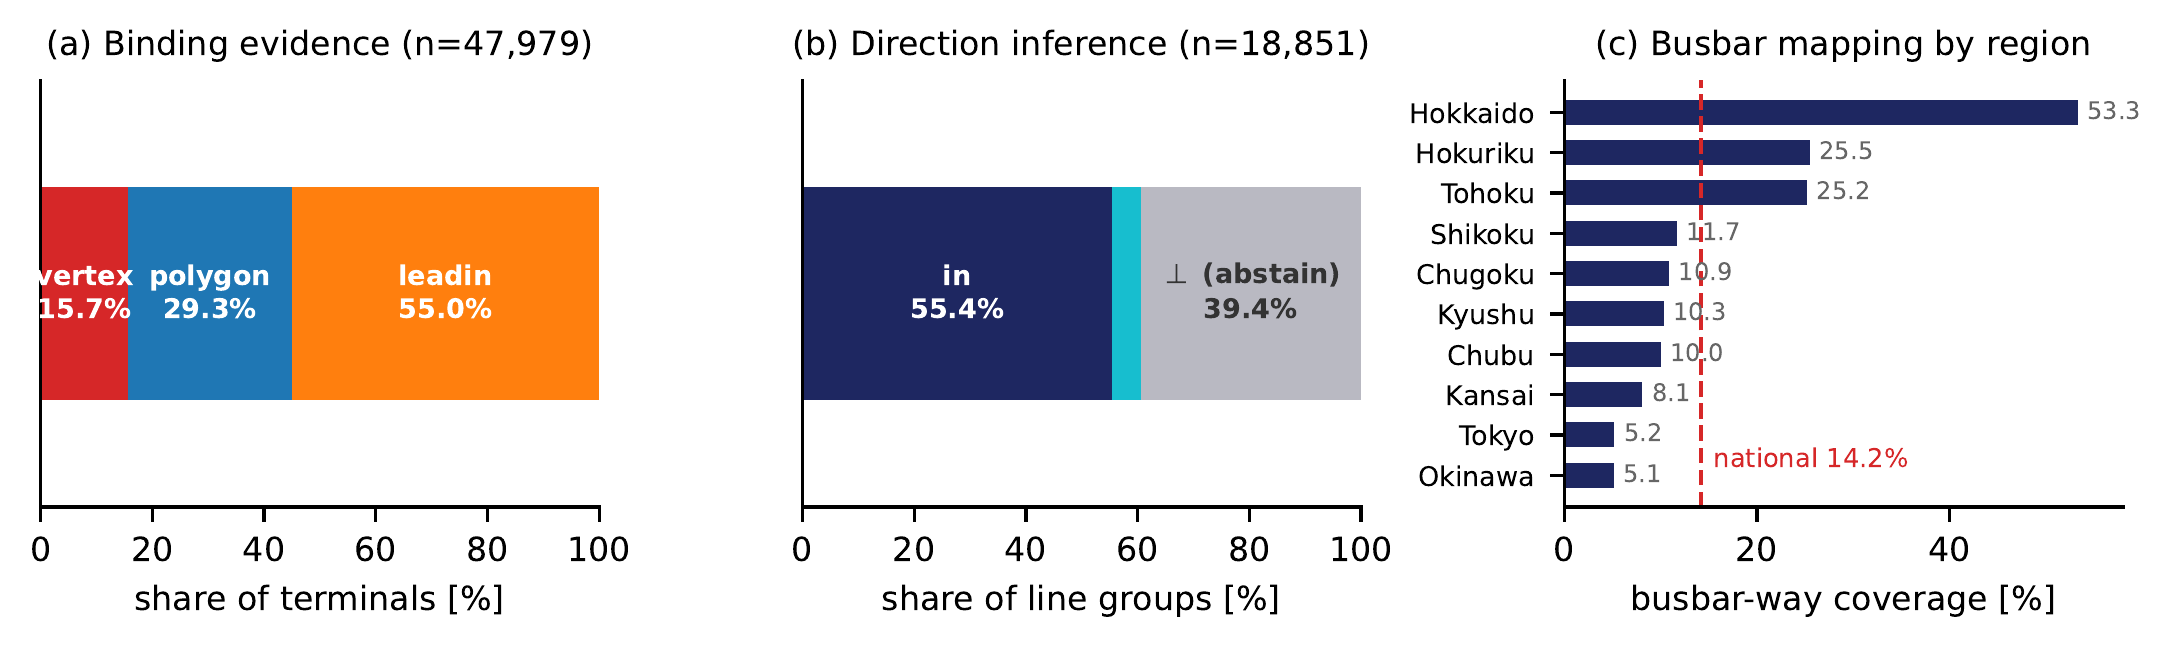 (a) Binding evidence (n=47,979)
vertex
15.7%
polygon
29.3%
leadin
55.0%
0 20 40 60 80 100
share of terminals [%]
(b) Direction inference (n=18,851)
in
55.4%
⊥ (abstain)
39.4%
0 20 40 60 80 100
share of line groups [%]
(c) Busbar mapping by region
Hokkaido 53.3
Hokuriku 25.5
Tohoku 25.2
Shikoku 11.7
Chugoku 10.9
Kyushu 10.3
Chubu 10.0
Kansai 8.1
Tokyo 5.2
national 14.2%
Okinawa 5.1
0 20 40
busbar-way coverage [%]